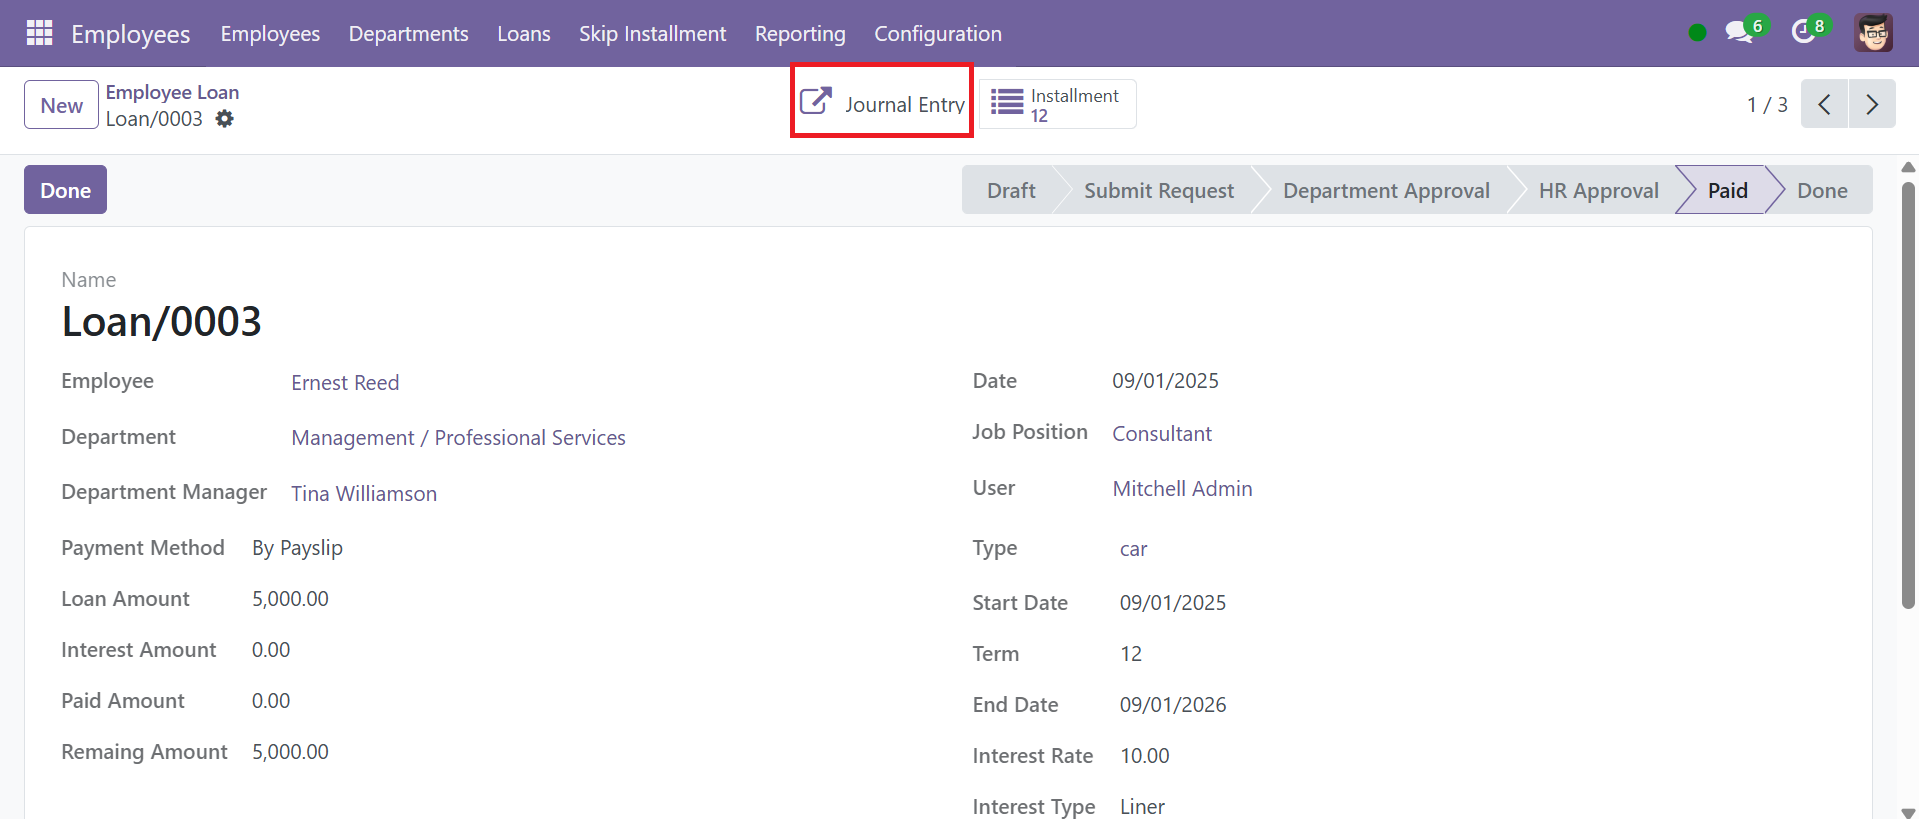 Employees Employees Departments Loans Skip Installment Reporting Configuration 6 8
New Employee Loan Loan/0003 Journal Entry Installment 12 1 / 3
Done Draft Submit Request Department Approval HR Approval Paid Done
Name
Loan/0003
Employee Ernest Reed Date 09/01/2025
Department Management / Professional Services Job Position Consultant
Department Manager Tina Williamson User Mitchell Admin
Payment Method By Payslip Type car
Loan Amount 5,000.00 Start Date 09/01/2025
Interest Amount 0.00 Term 12
Paid Amount 0.00 End Date 09/01/2026
Remaing Amount 5,000.00 Interest Rate 10.00
Interest Type Liner